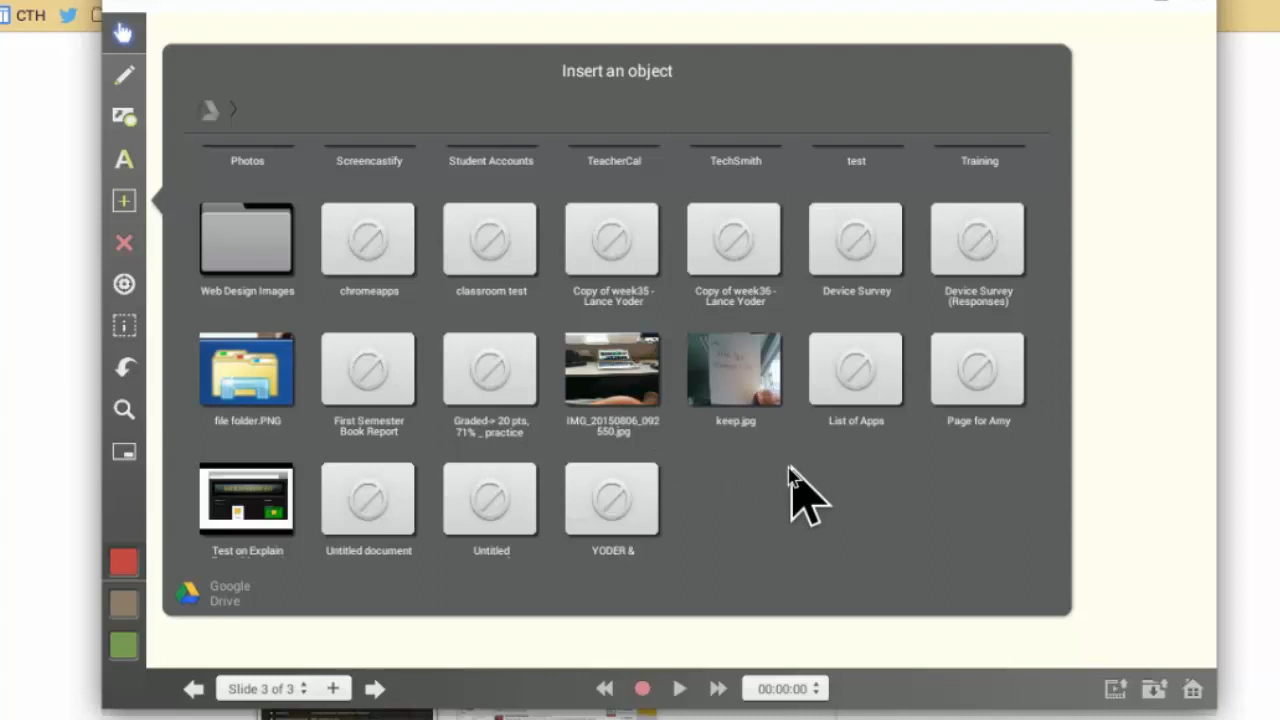 CTH
Insert an object
Photos Screencastify Student Accounts TeacherCal TechSmith test Training
Web Design Images chromeapps classroom test Copy of week35 - Copy of week36 - Device Survey Device Survey
Lance Yoder Lance Yoder (Responses)
file folder.PNG First Semester Graded-> 20 pts, IMG_20150806_092 keep.jpg List of Apps Page for Amy
Book Report 71% _ practice 550.jpg
Test on Explain Untitled document Untitled YODER &
Google
Drive
A
Slide 3 of 3 + 00:00:00